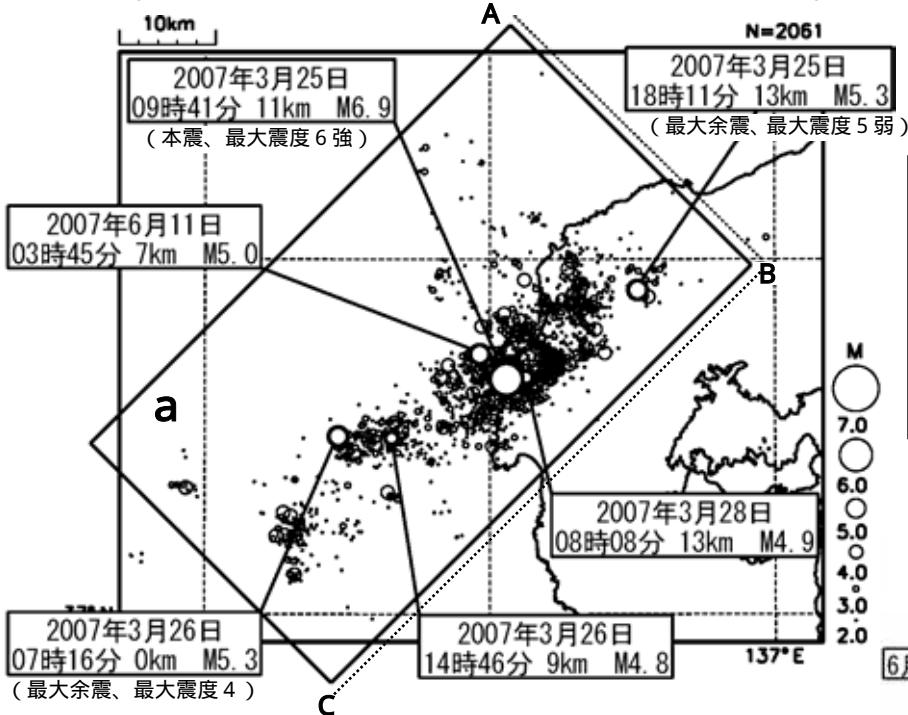 10km
A
N=2061
2007年3月25日
09時41分 11km M6.9
(本震、最大震度6強)
2007年3月25日
18時11分 13km M5.3
(最大余震、最大震度5弱)
2007年6月11日
03時45分 7km M5.0
B
a
M
7.0
6.0
5.0
4.0
3.0
2.0
2007年3月28日
08時08分 13km M4.9
2007年3月26日
07時16分 0km M5.3
(最大余震、最大震度4)
2007年3月26日
14時46分 9km M4.8
137°E
C
6月